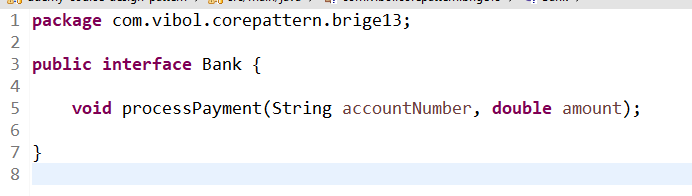 1 package com.vibol.corepattern.brige13;
2
3 public interface Bank {
4
5 void processPayment(String accountNumber, double amount);
6
7 }
8